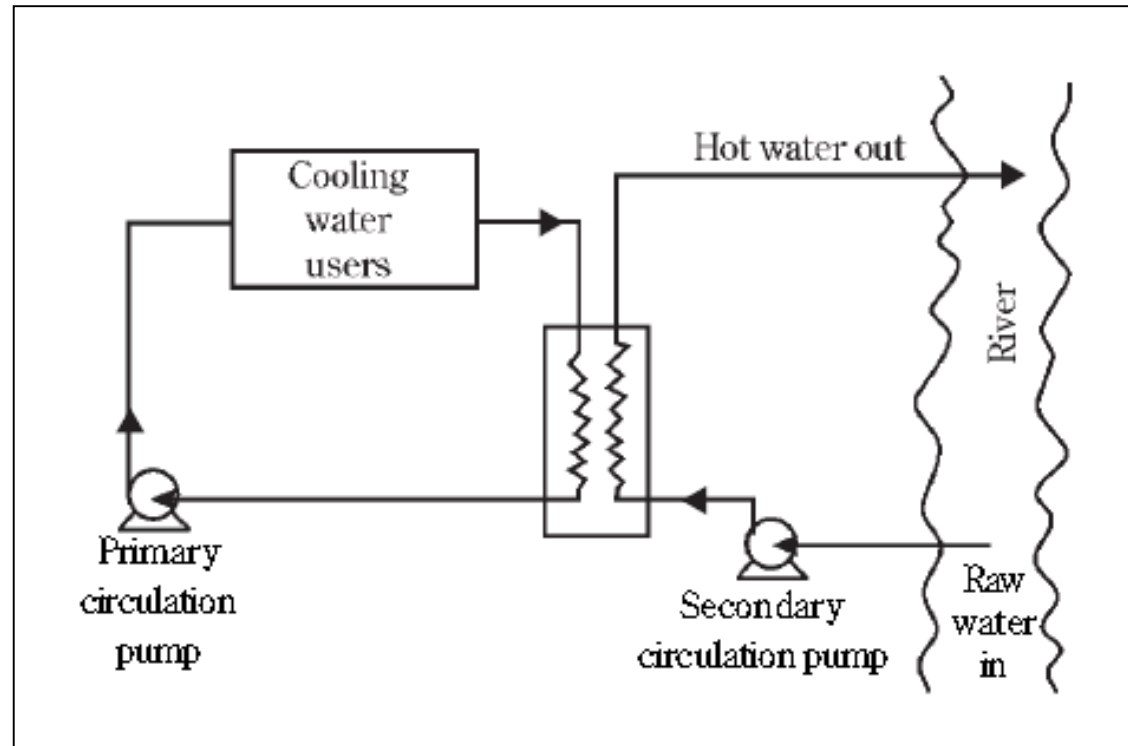 Hot water out
Cooling
water
users
River
Primary
circulation
pump
Secondary
circulation pump
Raw
water
in